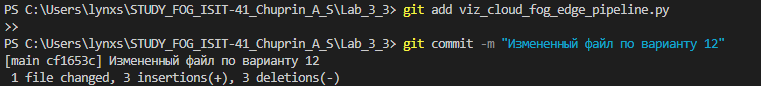 PS C:\Users\lynxs\STUDY_FOG_ISIT-41_Chuprin_A_S\Lab_3_3> git add viz_cloud_fog_edge_pipeline.py
>>
PS C:\Users\lynxs\STUDY_FOG_ISIT-41_Chuprin_A_S\Lab_3_3> git commit -m "Измененный файл по варианту 12"
[main cf1653c] Измененный файл по варианту 12
 1 file changed, 3 insertions(+), 3 deletions(-)